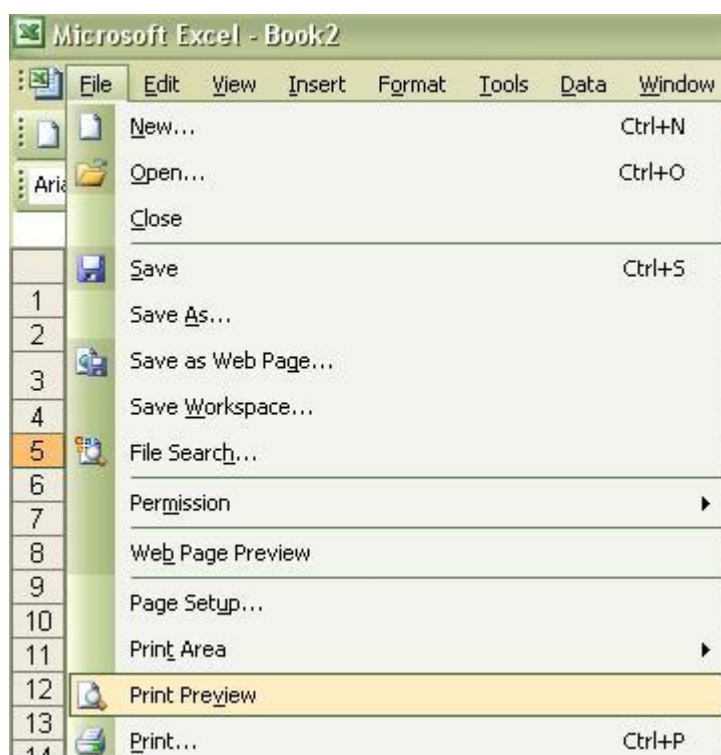 Microsoft Excel - Book2
File Edit View Insert Format Tools Data Window
New... Ctrl+N
Open... Ctrl+O
Aria
Close
Save Ctrl+S
1
Save As...
2
Save as Web Page...
3
Save Workspace...
4
5
File Search...
6
Permission
7
8
Web Page Preview
9
Page Setup...
10
11
Print Area
12
Print Preview
13
Print... Ctrl+P
14